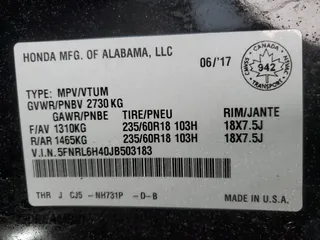 HONDA MFG. OF ALABAMA, LLC
06/'17
CANADA
942
TYPE: MPV/VTUM
GVWR/PNBV 2730 KG
GAWR/PNBE TIRE/PNEU RIM/JANTE
F/AV 1310KG 235/60R18 103H 18X7.5J
R/AR 1465KG 235/60R18 103H 18X7.5J
V.I.N. 5FNRL6H40JB503183
THR J CJ5 -NH731P -D-B
MADE IN U.S.A.